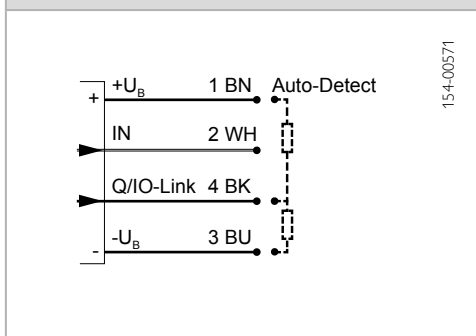 +U_B 1 BN Auto-Detect
+
IN 2 WH
Q/IO-Link 4 BK
-U_B 3 BU
-
154-00571